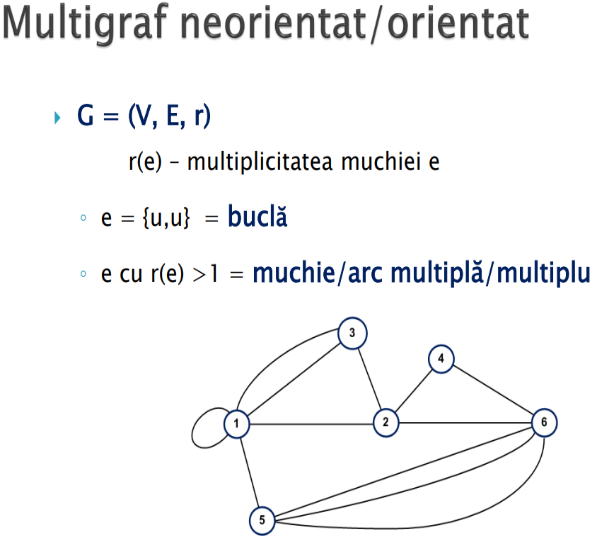 Multigraf neorientat/orientat
G = (V, E, r)
r(e) – multiplicitatea muchiei e
e = {u,u} = buclă
e cu r(e) >1 = muchie/arc multiplă/multiplu
3
4
1
2
6
5